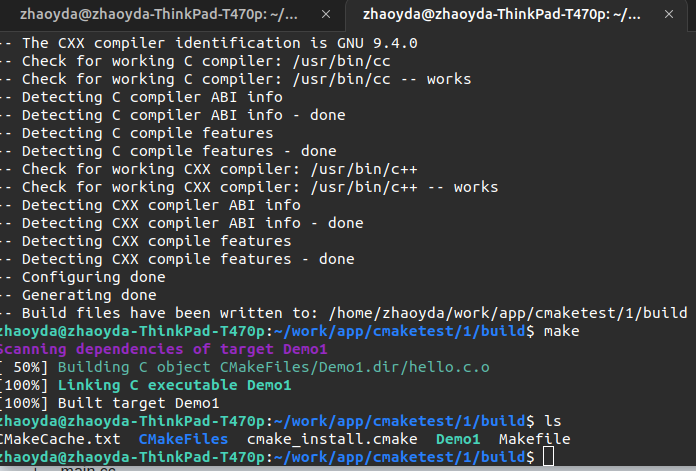 zhaoyda@zhaoyda-ThinkPad-T470p: ~/...
zhaoyda@zhaoyda-ThinkPad-T470p: ~/...
-- The CXX compiler identification is GNU 9.4.0
-- Check for working C compiler: /usr/bin/cc
-- Check for working C compiler: /usr/bin/cc -- works
-- Detecting C compiler ABI info
-- Detecting C compiler ABI info - done
-- Detecting C compile features
-- Detecting C compile features - done
-- Check for working CXX compiler: /usr/bin/c++
-- Check for working CXX compiler: /usr/bin/c++ -- works
-- Detecting CXX compiler ABI info
-- Detecting CXX compiler ABI info - done
-- Detecting CXX compile features
-- Detecting CXX compile features - done
-- Configuring done
-- Generating done
-- Build files have been written to: /home/zhaoyda/work/app/cmaketest/1/build
zhaoyda@zhaoyda-ThinkPad-T470p:~/work/app/cmaketest/1/build$ make
Scanning dependencies of target Demo1
[ 50%] Building C object CMakeFiles/Demo1.dir/hello.c.o
[100%] Linking C executable Demo1
[100%] Built target Demo1
zhaoyda@zhaoyda-ThinkPad-T470p:~/work/app/cmaketest/1/build$ ls
CMakeCache.txt CMakeFiles cmake_install.cmake Demo1 Makefile
zhaoyda@zhaoyda-ThinkPad-T470p:~/work/app/cmaketest/1/build$